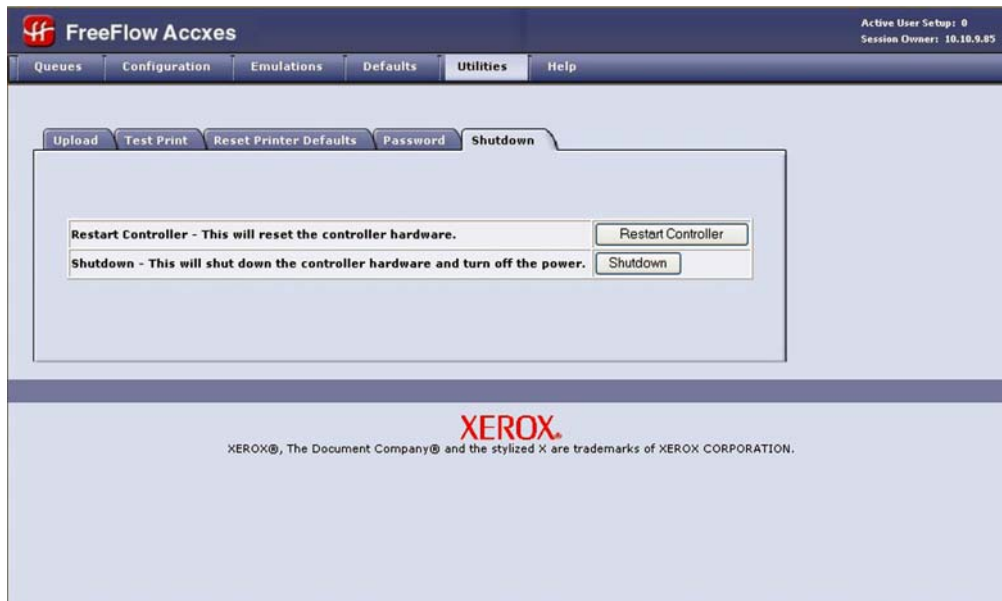 FreeFlow Accxes
Active User Setup: 0
Session Owner: 10.10.9.85
Queues Configuration Emulations Defaults Utilities Help
Upload Test Print Reset Printer Defaults Password Shutdown
Restart Controller - This will reset the controller hardware. Restart Controller
Shutdown - This will shut down the controller hardware and turn off the power. Shutdown
XEROX®
XEROX®, The Document Company® and the stylized X are trademarks of XEROX CORPORATION.